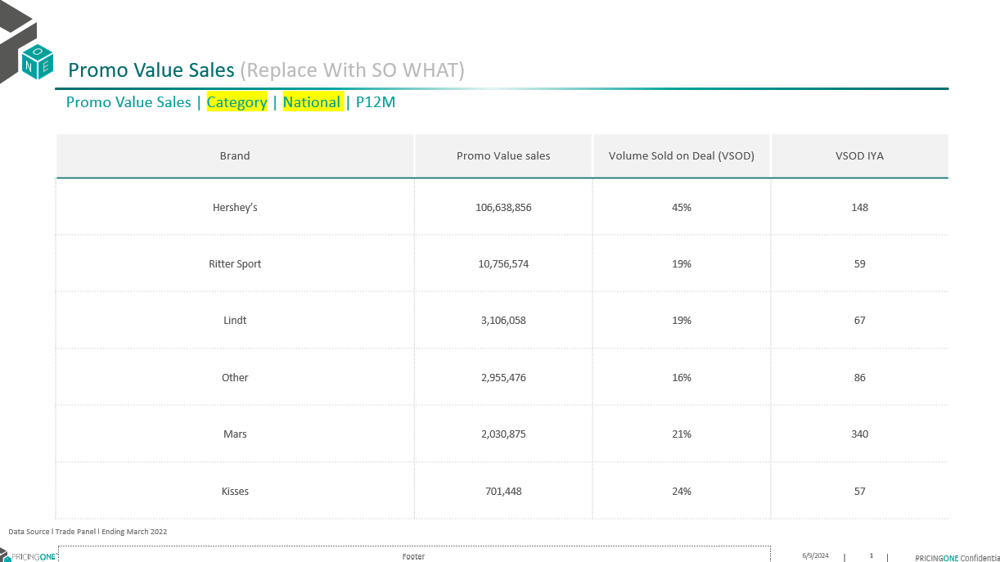 O
N E
Promo Value Sales (Replace With SO WHAT)
Promo Value Sales | Category | National | P12M
Brand Promo Value sales Volume Sold on Deal (VSOD) VSOD IYA
Hershey’s 106,638,856 45% 148
Ritter Sport 10,756,574 19% 59
Lindt 3,106,058 19% 67
Other 2,955,476 16% 86
Mars 2,030,875 21% 340
Kisses 701,448 24% 57
Data Source | Trade Panel | Ending March 2022
PRICINGONE Footer 6/9/2024 | 1 | PRICINGONE Confidentia